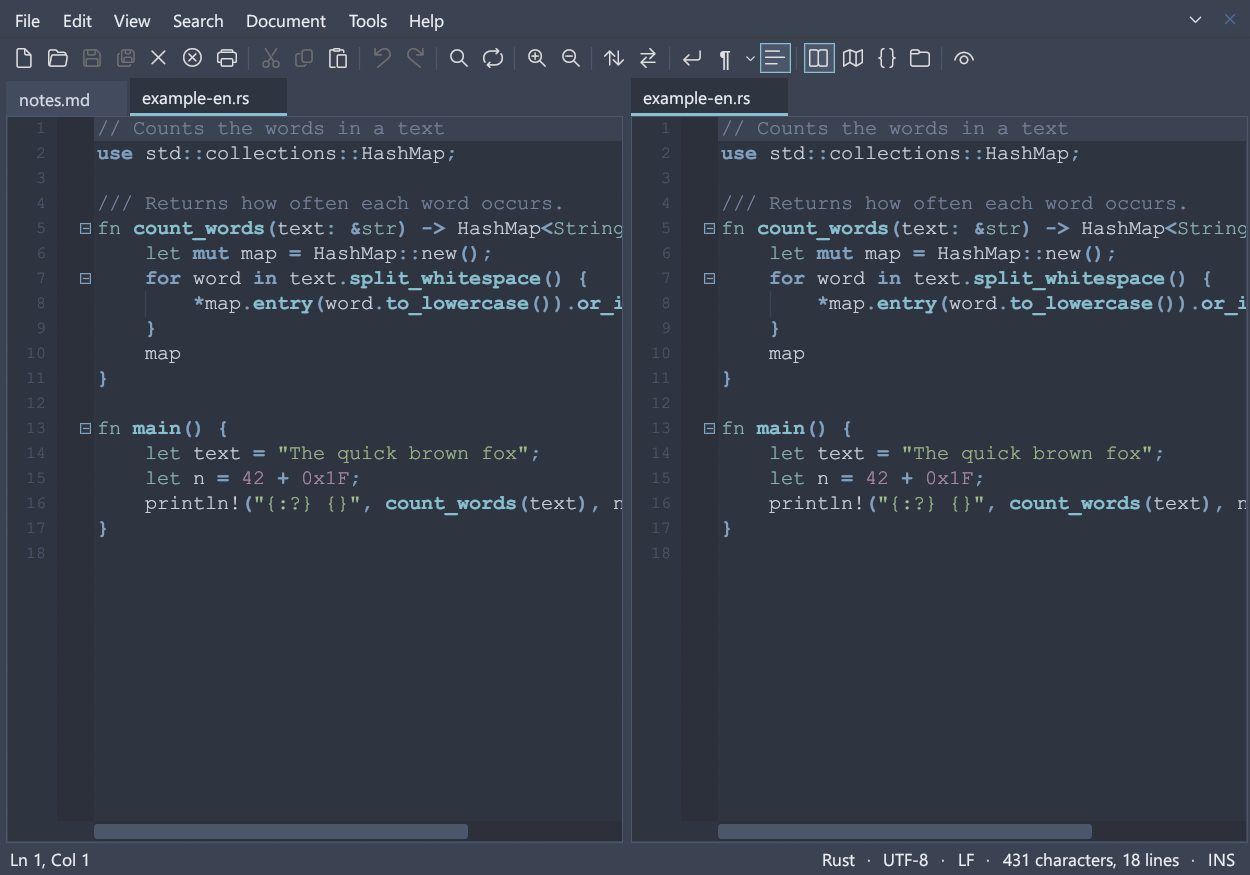 File Edit View Search Document Tools Help
notes.md example-en.rs
1 // Counts the words in a text
2 use std::collections::HashMap;
3
4 /// Returns how often each word occurs.
5 fn count_words(text: &str) -> HashMap<String
6 let mut map = HashMap::new();
7 for word in text.split_whitespace() {
8 *map.entry(word.to_lowercase()).or_i
9 }
10 map
11 }
12
13 fn main() {
14 let text = "The quick brown fox";
15 let n = 42 + 0x1F;
16 println!("{:?} {}", count_words(text), n
17 }
18
example-en.rs
1 // Counts the words in a text
2 use std::collections::HashMap;
3
4 /// Returns how often each word occurs.
5 fn count_words(text: &str) -> HashMap<String
6 let mut map = HashMap::new();
7 for word in text.split_whitespace() {
8 *map.entry(word.to_lowercase()).or_i
9 }
10 map
11 }
12
13 fn main() {
14 let text = "The quick brown fox";
15 let n = 42 + 0x1F;
16 println!("{:?} {}", count_words(text), n
17 }
18
Ln 1, Col 1 Rust · UTF-8 · LF · 431 characters, 18 lines · INS